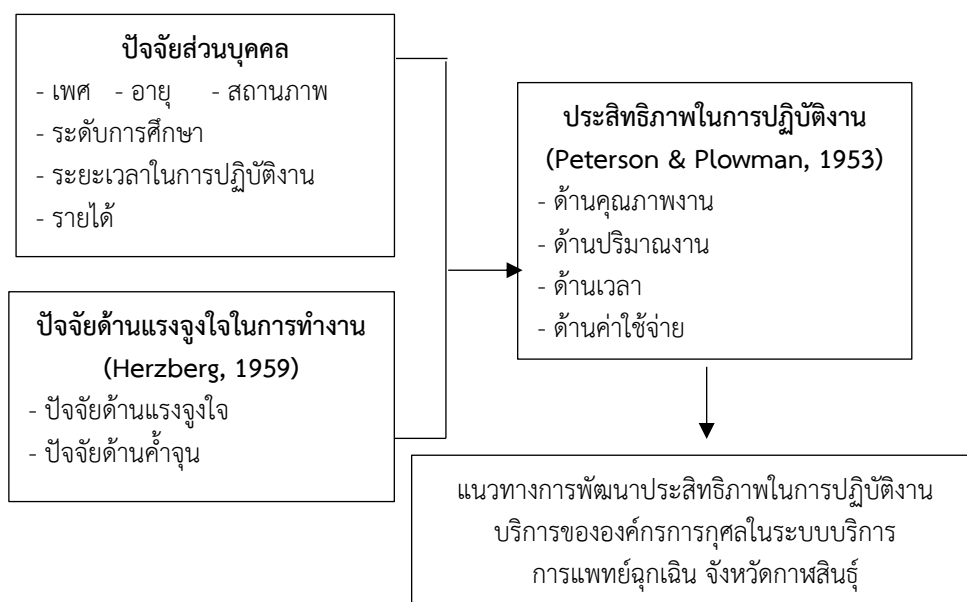 ปัจจัยส่วนบุคคล
- เพศ - อายุ - สถานภาพ
- ระดับการศึกษา
- ระยะเวลาในการปฏิบัติงาน
- รายได้
ปัจจัยด้านแรงจูงใจในการทำงาน
(Herzberg, 1959)
- ปัจจัยด้านแรงจูงใจ
- ปัจจัยด้านค้ำจุน
ประสิทธิภาพในการปฏิบัติงาน
(Peterson & Plowman, 1953)
- ด้านคุณภาพงาน
- ด้านปริมาณงาน
- ด้านเวลา
- ด้านค่าใช้จ่าย
แนวทางการพัฒนาประสิทธิภาพในการปฏิบัติงาน
บริการขององค์กรการกุศลในระบบบริการ
การแพทย์ฉุกเฉิน จังหวัดกาฬสินธุ์